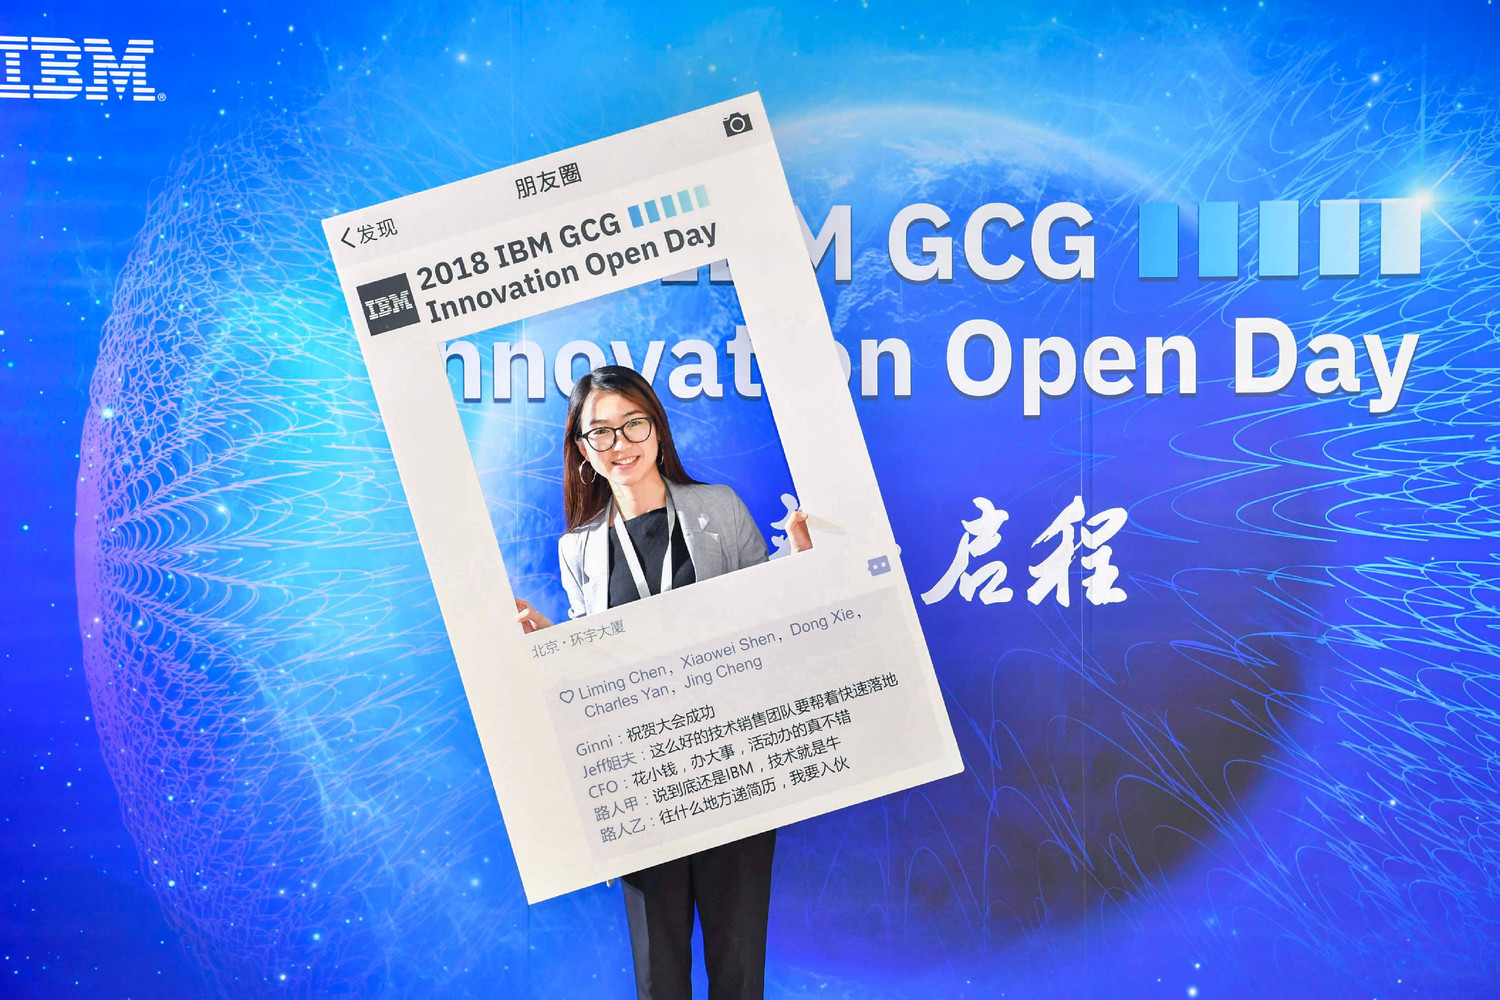 IBM®
朋友圈
发现
IBM
2018 IBM GCG
Innovation Open Day
M GCG
nnovat on Open Day
启程
北京·环宇大厦
Liming Chen，Xiaowei Shen，Dong Xie，
Charles Yan，Jing Cheng
Ginni：祝贺大会成功
Jeff姐夫：这么好的技术销售团队要帮着快速落地
CFO：花小钱，办大事，活动办的真不错
路人甲：说到底还是IBM，技术就是牛
路人乙：往什么地方递简历，我要入伙